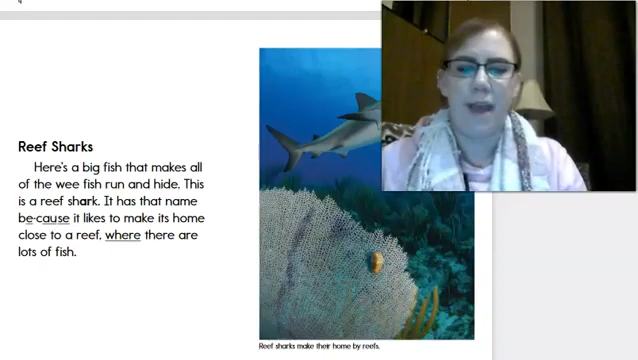 Reef Sharks
Here's a big fish that makes all
of the wee fish run and hide. This
is a reef shark. It has that name
be·cause it likes to make its home
close to a reef, where there are
lots of fish.
Reef sharks make their home by reefs.